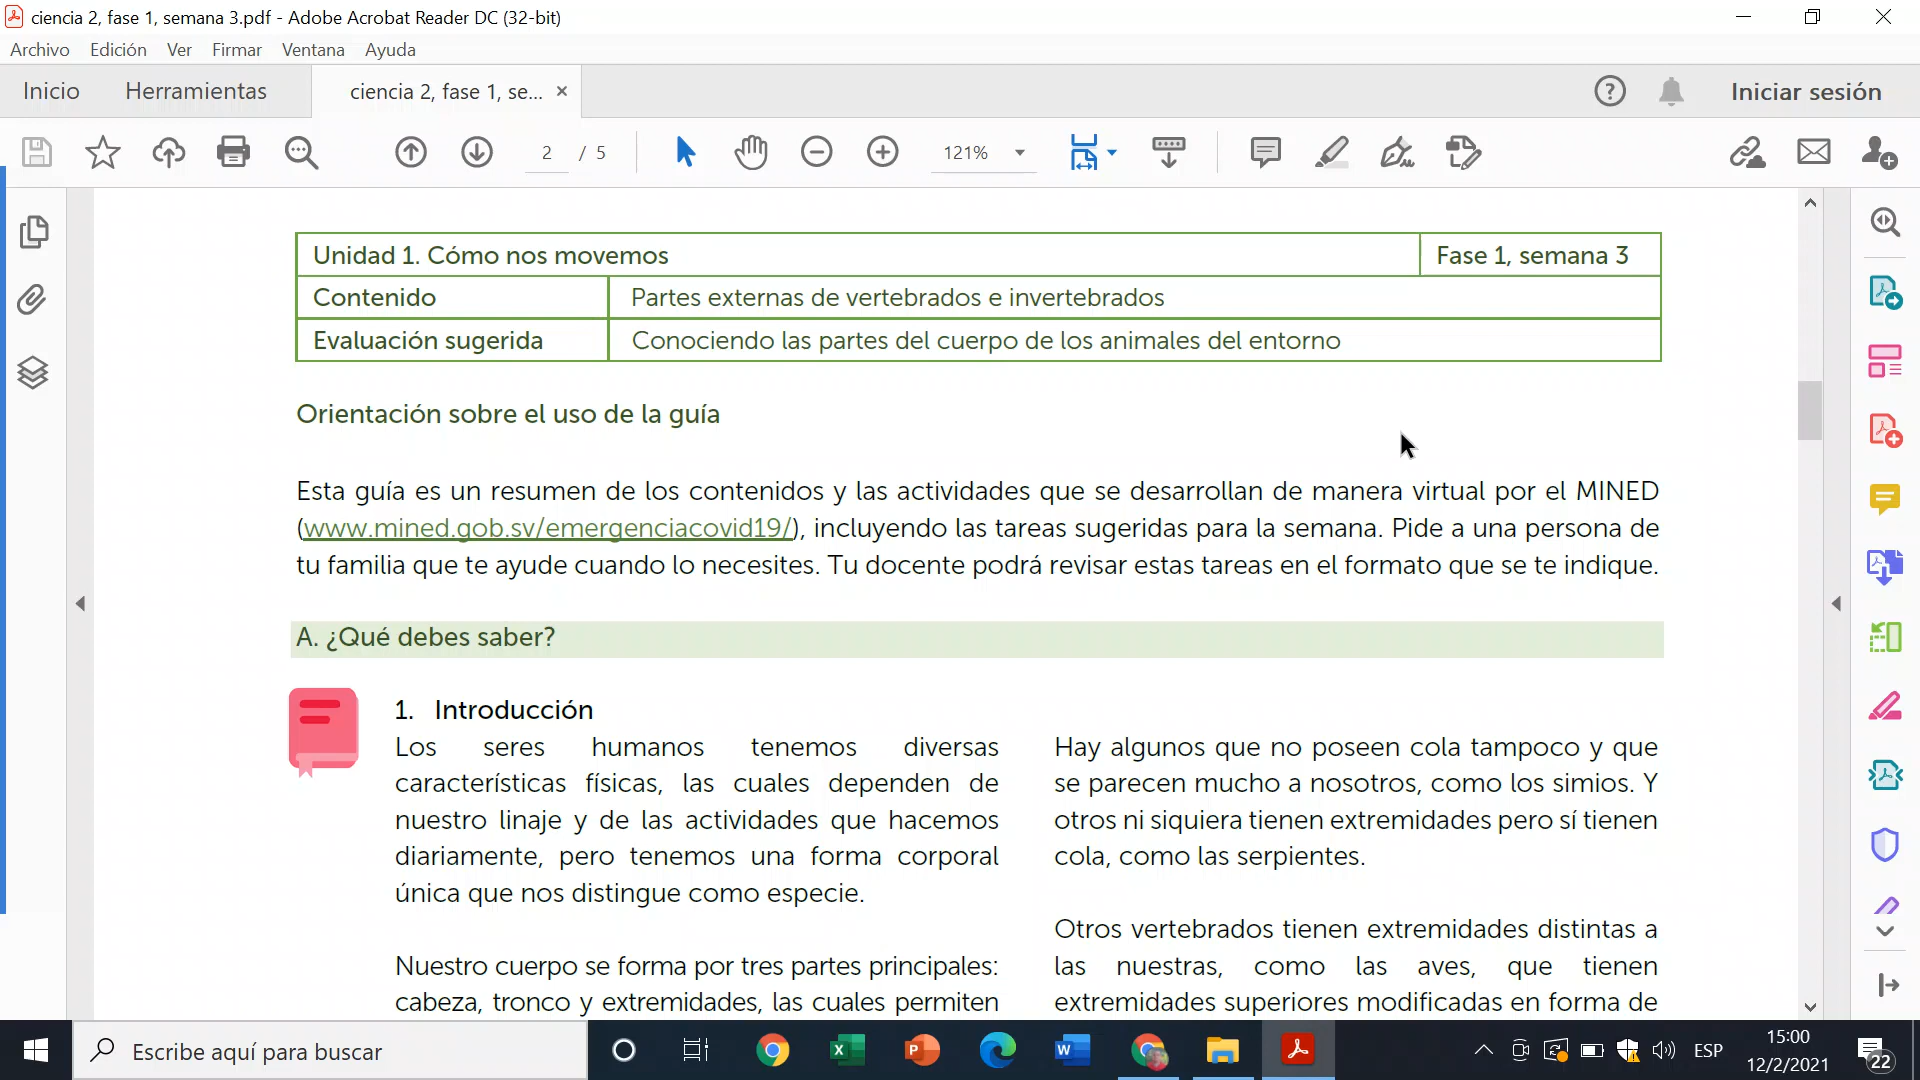 ciencia 2, fase 1, semana 3.pdf - Adobe Acrobat Reader DC (32-bit)
Archivo Edición Ver Firmar Ventana Ayuda
Inicio Herramientas ciencia 2, fase 1, se... × Iniciar sesión
2 / 5 121%
Unidad 1. Cómo nos movemos Fase 1, semana 3
Contenido Partes externas de vertebrados e invertebrados
Evaluación sugerida Conociendo las partes del cuerpo de los animales del entorno
Orientación sobre el uso de la guía
Esta guía es un resumen de los contenidos y las actividades que se desarrollan de manera virtual por el MINED
(www.mined.gob.sv/emergenciacovid19/), incluyendo las tareas sugeridas para la semana. Pide a una persona de
tu familia que te ayude cuando lo necesites. Tu docente podrá revisar estas tareas en el formato que se te indique.
A. ¿Qué debes saber?
1. Introducción
Los seres humanos tenemos diversas
características físicas, las cuales dependen de
nuestro linaje y de las actividades que hacemos
diariamente, pero tenemos una forma corporal
única que nos distingue como especie.
Nuestro cuerpo se forma por tres partes principales:
cabeza, tronco y extremidades, las cuales permiten
Hay algunos que no poseen cola tampoco y que
se parecen mucho a nosotros, como los simios. Y
otros ni siquiera tienen extremidades pero sí tienen
cola, como las serpientes.
Otros vertebrados tienen extremidades distintas a
las nuestras, como las aves, que tienen
extremidades superiores modificadas en forma de
Escribe aquí para buscar
ESP
15:00
12/2/2021
22